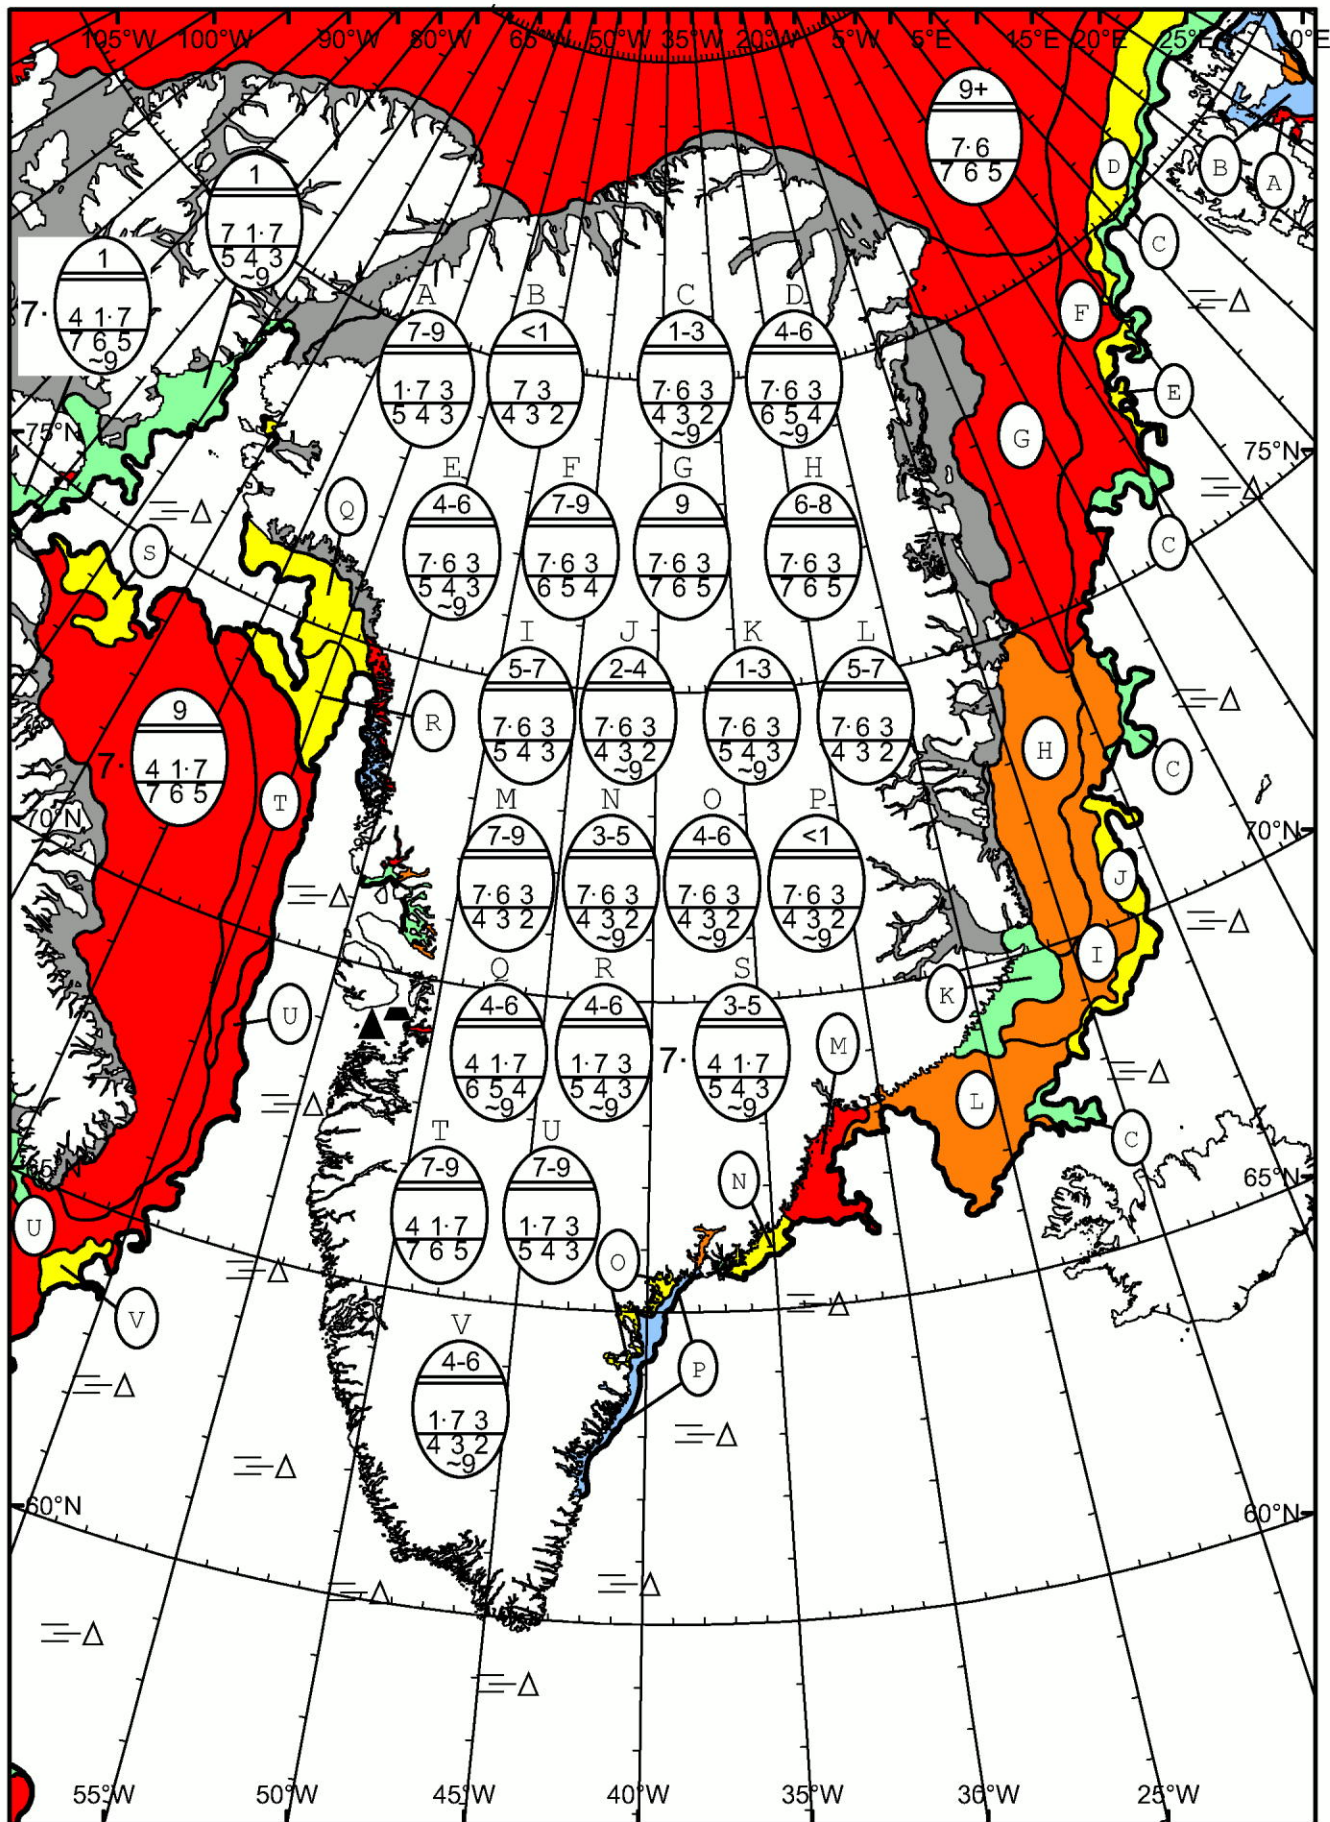 105°W 100°W 90°W 80°W 65°W 50°W 35°W 20°W 5°W 5°E 15°E 20°E 25°E
9+
7· 6
7 6 5
D B A
1
7 1· 7
5 4 3
~9
C
1
7· 4 1· 7
7 6 5
~9
F
A B C D
7-9 <1 1-3 4-6
1· 7 3 7 3 7· 6 3 7· 6 3
5 4 3 4 3 2 4 3 2 6 5 4
~9 ~9
E
75°N G 75°N
E F G H
4-6 7-9 9 6-8
7· 6 3 7· 6 3 7· 6 3 7· 6 3
5 4 3 6 5 4 7 6 5 7 6 5
~9
Q
S C
I J K L
5-7 2-4 1-3 5-7
7· 6 3 7· 6 3 7· 6 3 7· 6 3
5 4 3 4 3 2 5 4 3 4 3 2
~9 ~9
R
9
7· 4 1· 7
7 6 5
H C
T
70°N 70°N
M N O P
7-9 3-5 4-6 <1
7· 6 3 7· 6 3 7· 6 3 7· 6 3
4 3 2 4 3 2 4 3 2 4 3 2
~9 ~9 ~9
J
I
K
U
Q R S
4-6 4-6 3-5
4 1· 7 1· 7 3 7· 4 1· 7
6 5 4 5 4 3 5 4 3
~9 ~9 ~9
M
L
C
T U
7-9 7-9
4 1· 7 1· 7 3
7 6 5 5 4 3
65°N 65°N
N
U
O
V
V
4-6
1· 7 3
4 3 2
~9
P
60°N 60°N
55°W 50°W 45°W 40°W 35°W 30°W 25°W